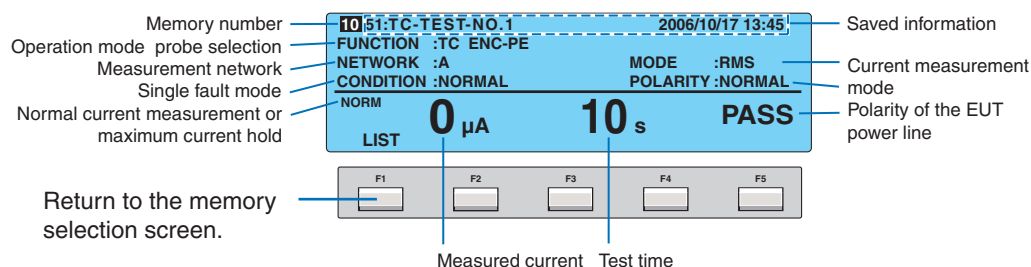 Memory number
10 51:TC-TEST-NO.1 2006/10/17 13:45
Saved information
Operation mode probe selection
FUNCTION :TC ENC-PE
Measurement network
NETWORK :A MODE :RMS
Current measurement
mode
Single fault mode
CONDITION :NORMAL POLARITY :NORMAL
Normal current measurement or
maximum current hold
NORM
0 µA 10 s PASS
Polarity of the EUT
power line
LIST
F1 F2 F3 F4 F5
Return to the memory
selection screen.
Measured current Test time